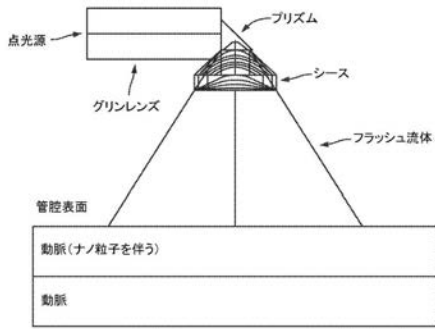 プリズム
点光源
シース
グリンレンズ
フラッシュ流体
管腔表面
動脈(ナノ粒子を伴う)
動脈